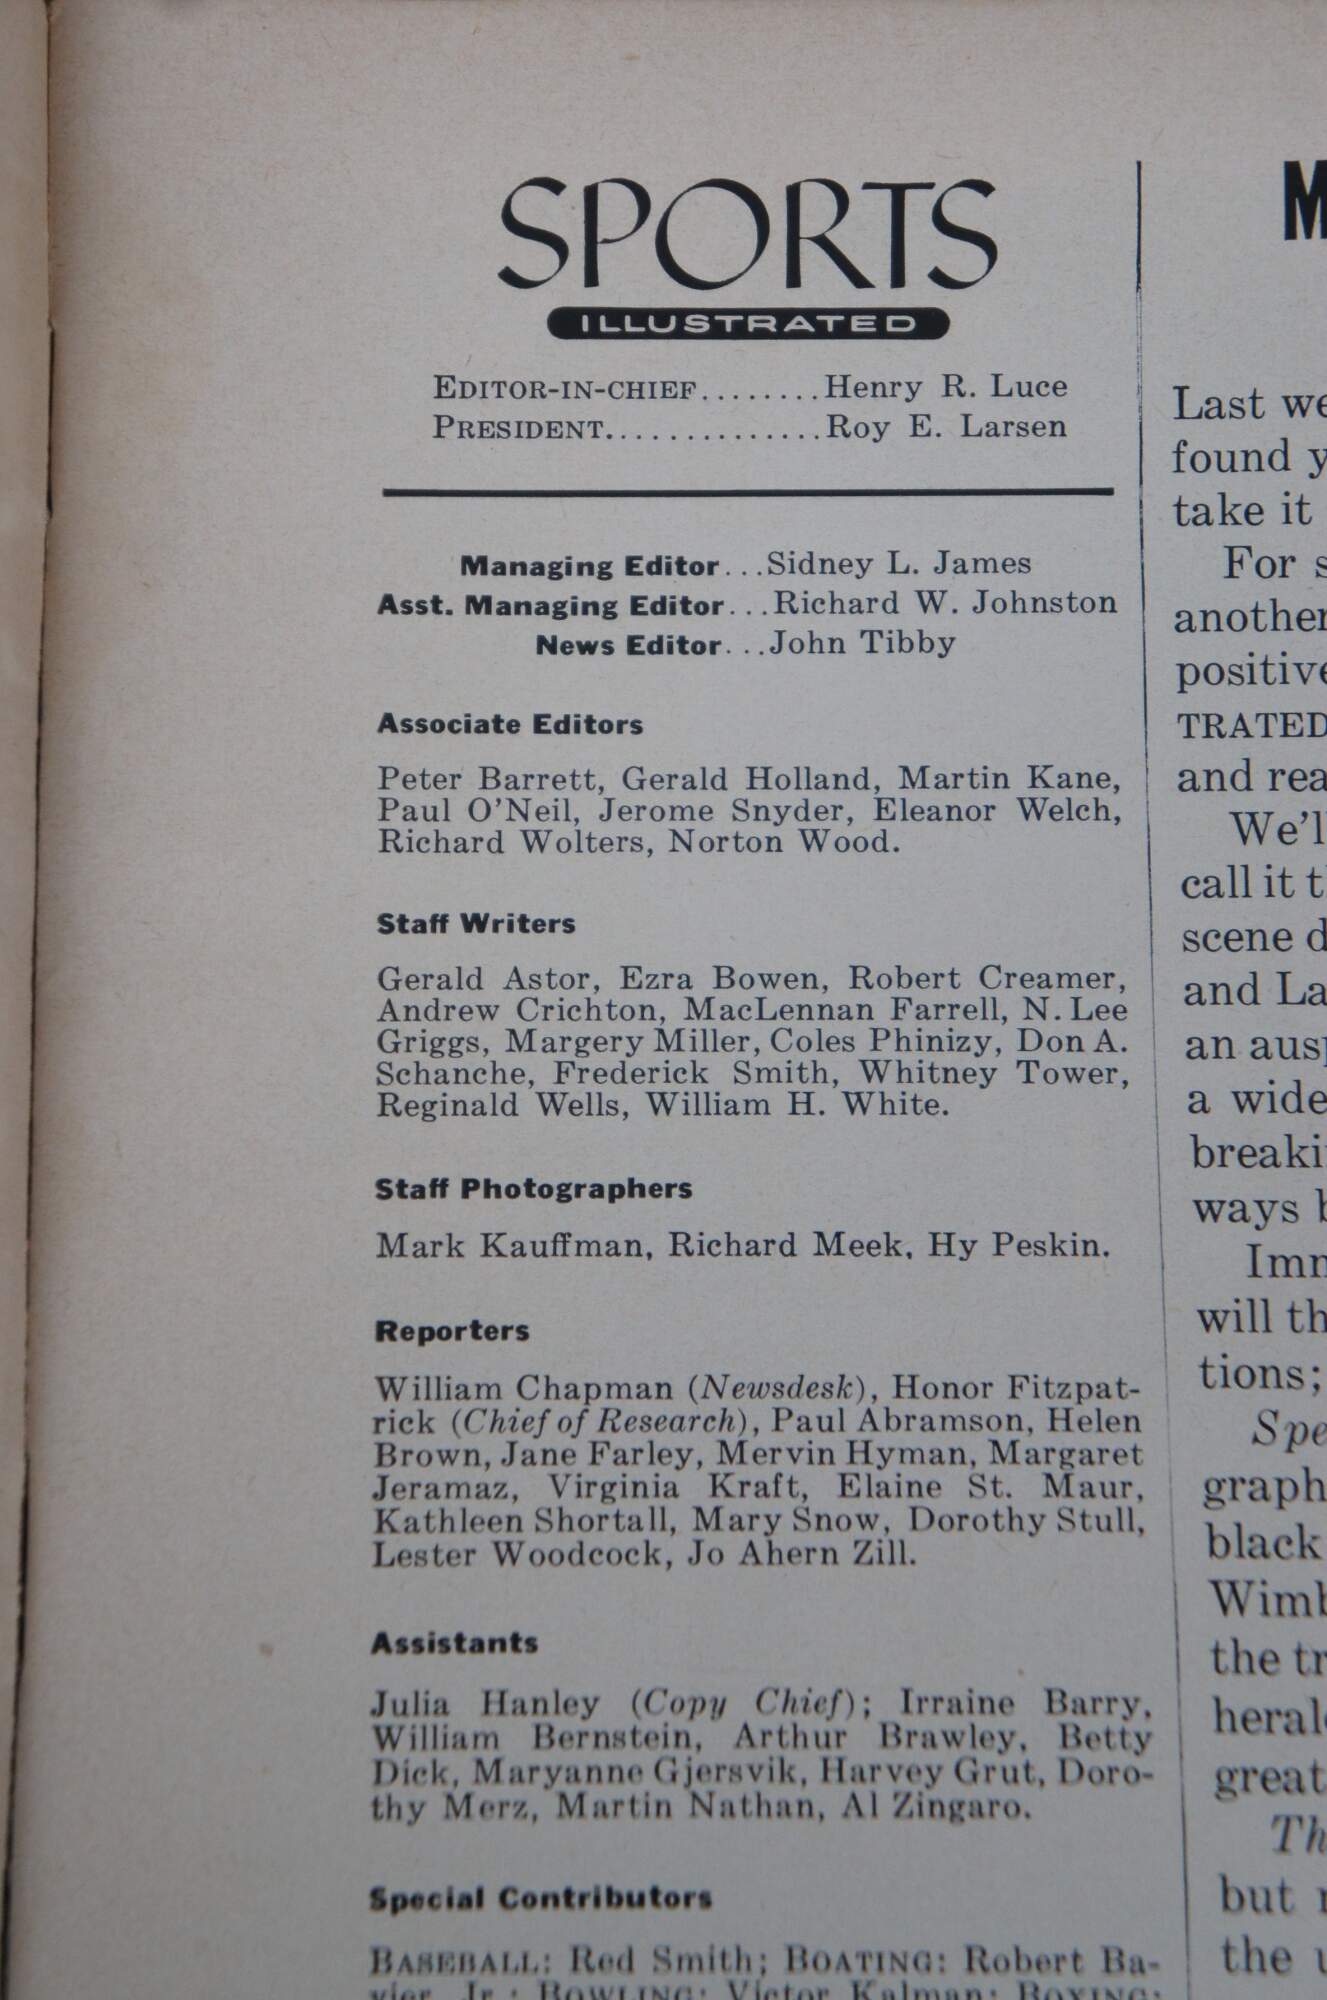 SPORTS
ILLUSTRATED
EDITOR-IN-CHIEF........Henry R. Luce
PRESIDENT..............Roy E. Larsen
Managing Editor...Sidney L. James
Asst. Managing Editor...Richard W. Johnston
News Editor...John Tibby
Associate Editors
Peter Barrett, Gerald Holland, Martin Kane,
Paul O'Neil, Jerome Snyder, Eleanor Welch,
Richard Wolters, Norton Wood.
Staff Writers
Gerald Astor, Ezra Bowen, Robert Creamer,
Andrew Crichton, MacLennan Farrell, N. Lee
Griggs, Margery Miller, Coles Phinizy, Don A.
Schanche, Frederick Smith, Whitney Tower,
Reginald Wells, William H. White.
Staff Photographers
Mark Kauffman, Richard Meek, Hy Peskin.
Reporters
William Chapman (Newsdesk), Honor Fitzpat-
rick (Chief of Research), Paul Abramson, Helen
Brown, Jane Farley, Mervin Hyman, Margaret
Jeramaz, Virginia Kraft, Elaine St. Maur,
Kathleen Shortall, Mary Snow, Dorothy Stull,
Lester Woodcock, Jo Ahern Zill.
Assistants
Julia Hanley (Copy Chief); Irraine Barry,
William Bernstein, Arthur Brawley, Betty
Dick, Maryanne Gjersvik, Harvey Grut, Doro-
thy Merz, Martin Nathan, Al Zingaro.
Special Contributors
BASEBALL: Red Smith; BOATING: Robert Ba-
vier, Jr.; BOWLING: Victor Kalman; BOXING:
M
Last we
found y
take it
For s
another
positive
TRATED
and rea
We'll
call it t
scene d
and La
an ausp
a wide
breaki
ways b
Imm
will th
tions;
Spe
graph
black
Wimb
the tr
heral
great
Th
but
the u